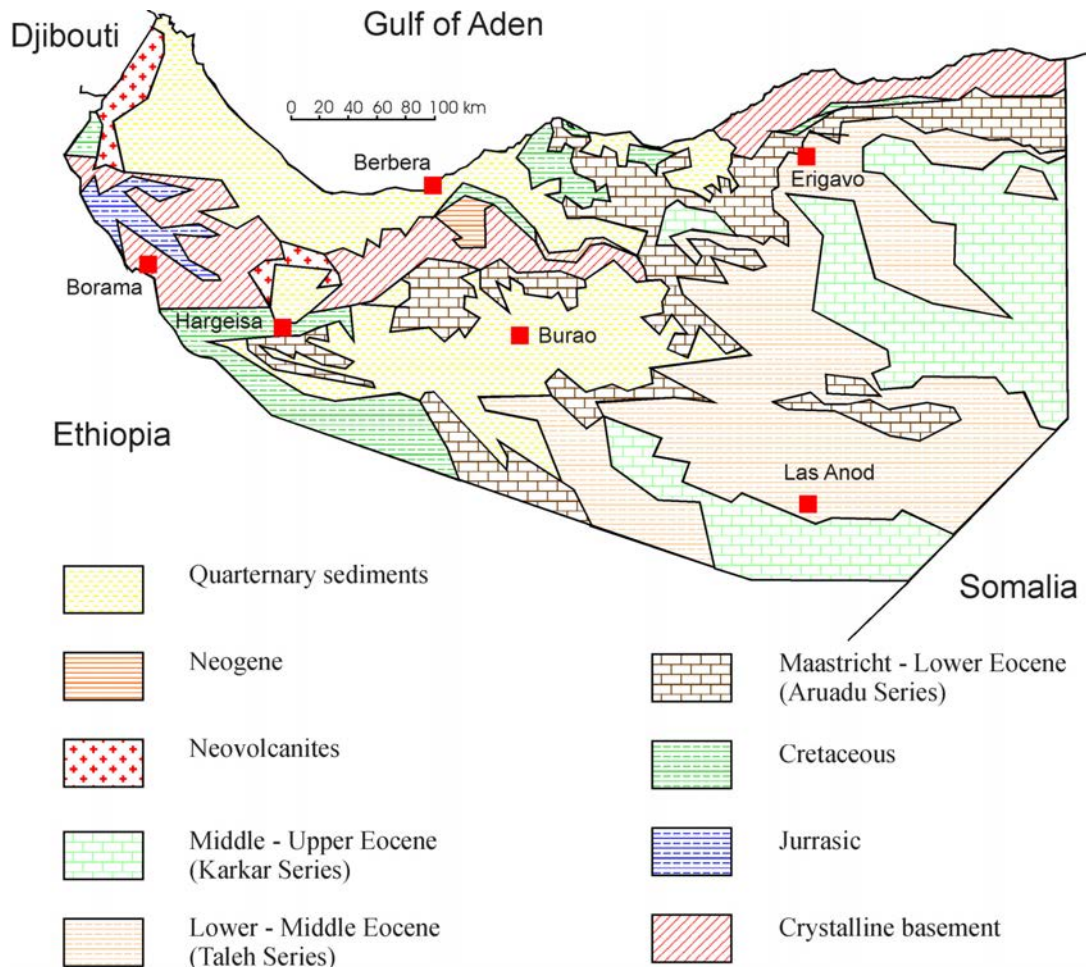 Djibouti
Gulf of Aden
0 20 40 60 80 100 km
Berbera
Erigavo
Borama
Hargeisa
Burao
Ethiopia
Las Anod
Somalia
Quarternary sediments
Neogene
Neovolcanites
Middle - Upper Eocene
(Karkar Series)
Lower - Middle Eocene
(Taleh Series)
Maastricht - Lower Eocene
(Aruadu Series)
Cretaceous
Jurrasic
Crystalline basement